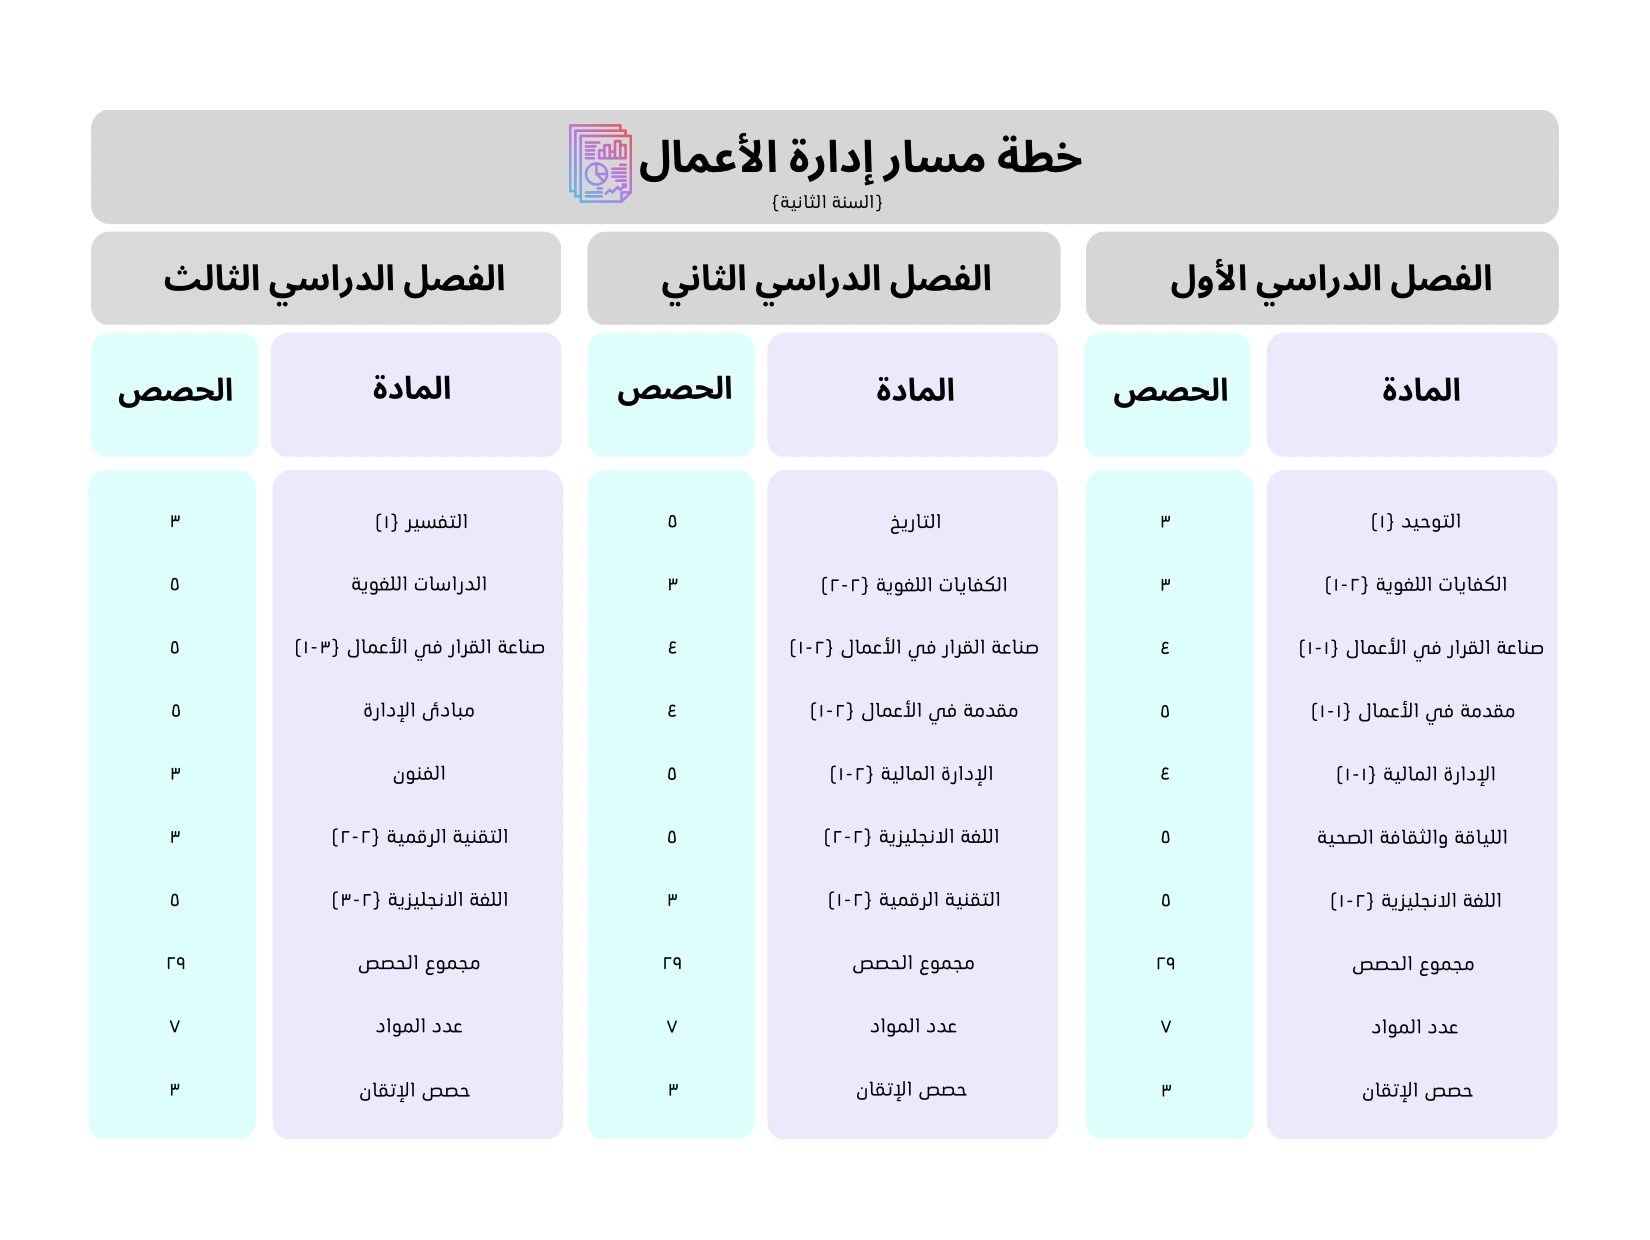 خطة مسار إدارة الأعمال
{السنة الثانية}
الفصل الدراسي الأول
المادة	الحصص
التوحيد {١}	٣
الكفايات اللغوية {٢-١}	٣
صناعة القرار في الأعمال {١-١}	٤
مقدمة في الأعمال {١-١}	٥
الإدارة المالية {١-١}	٤
اللياقة والثقافة الصحية	٥
اللغة الانجليزية {٢-١}	٥
مجموع الحصص	٢٩
عدد المواد	٧
حصص الإتقان	٣
الفصل الدراسي الثاني
المادة	الحصص
التاريخ	٥
الكفايات اللغوية {٢-٢}	٣
صناعة القرار في الأعمال {٢-١}	٤
مقدمة في الأعمال {٢-١}	٤
الإدارة المالية {٢-١}	٥
اللغة الانجليزية {٢-٢}	٥
التقنية الرقمية {٢-١}	٣
مجموع الحصص	٢٩
عدد المواد	٧
حصص الإتقان	٣
الفصل الدراسي الثالث
المادة	الحصص
التفسير {١}	٣
الدراسات اللغوية	٥
صناعة القرار في الأعمال {٣-١}	٥
مبادئ الإدارة	٥
الفنون	٣
التقنية الرقمية {٢-٢}	٣
اللغة الانجليزية {٢-٣}	٥
مجموع الحصص	٢٩
عدد المواد	٧
حصص الإتقان	٣